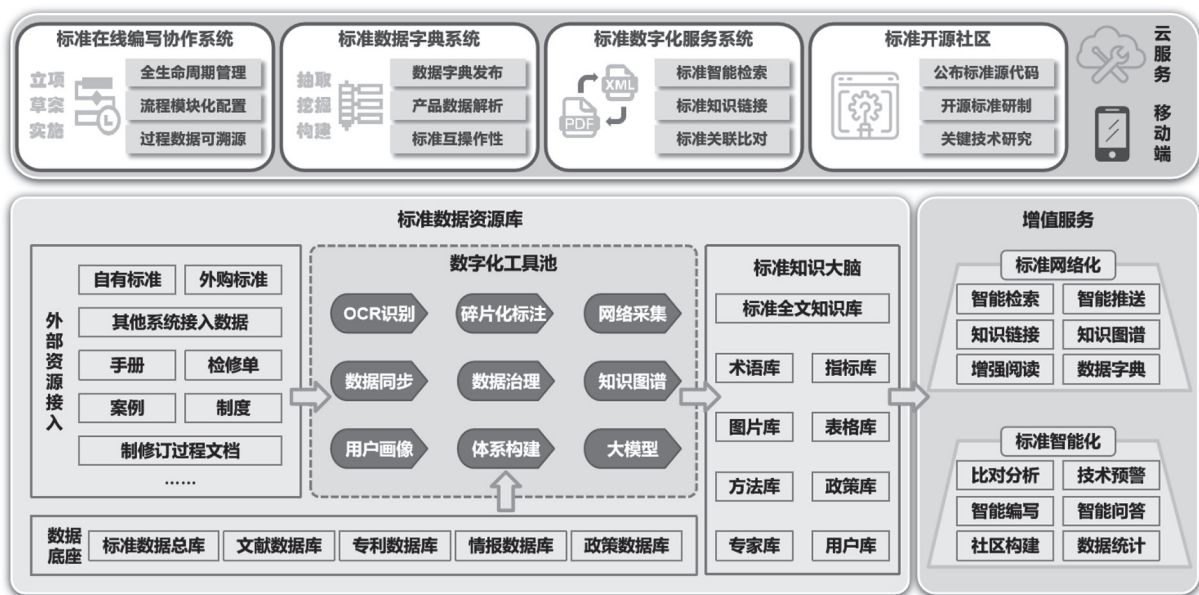 标准在线编写协作系统
立项
草案
实施
全生命周期管理
流程模块化配置
过程数据可溯源
标准数据字典系统
抽取
挖掘
构建
数据字典发布
产品数据解析
标准互操作性
标准数字化服务系统
XML
PDF
标准智能检索
标准知识链接
标准关联比对
标准开源社区
公布标准源代码
开源标准研制
关键技术研究
云服务
移动端
标准数据资源库
外部资源接入
自有标准
外购标准
其他系统接入数据
手册
检修单
案例
制度
制修订过程文档
……
数字化工具池
OCR识别
碎片化标注
网络采集
数据同步
数据治理
知识图谱
用户画像
体系构建
大模型
数据底座
标准数据总库
文献数据库
专利数据库
情报数据库
政策数据库
标准知识大脑
标准全文知识库
术语库
指标库
图片库
表格库
方法库
政策库
专家库
用户库
增值服务
标准网络化
智能检索
智能推送
知识链接
知识图谱
增强阅读
数据字典
标准智能化
比对分析
技术预警
智能编写
智能问答
社区构建
数据统计